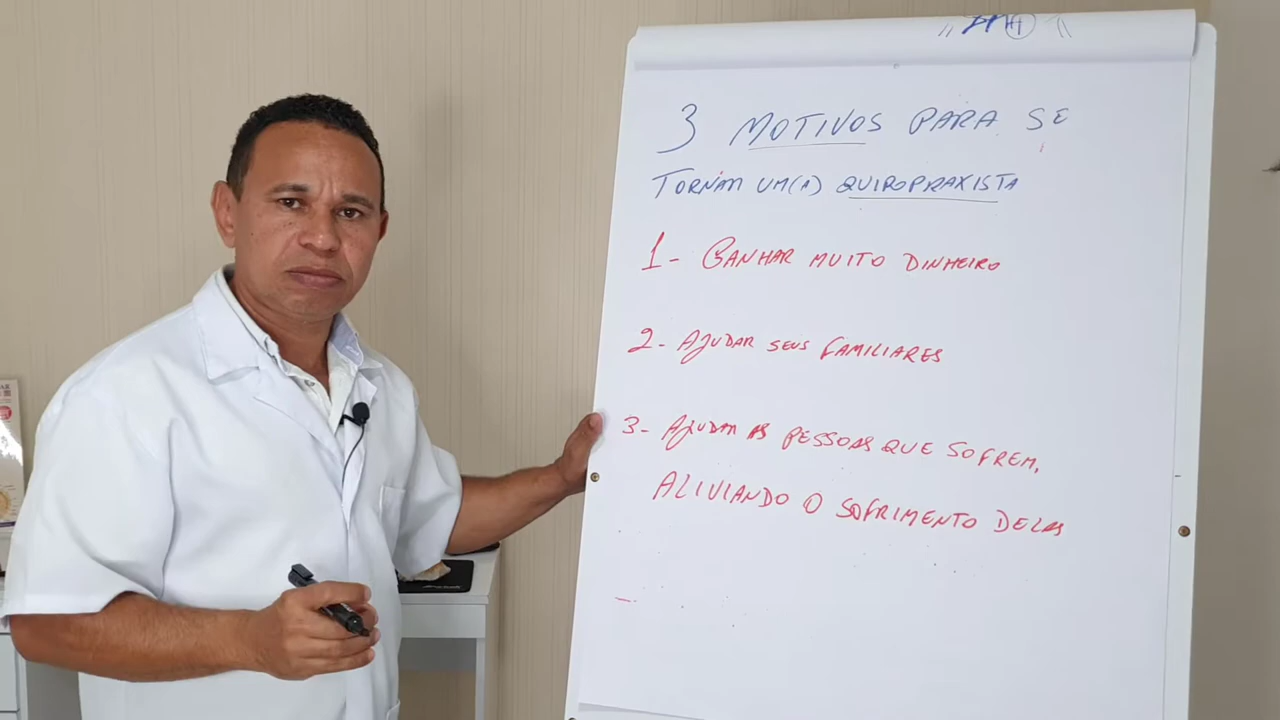 3 MOTIVOS PARA SE
TORNAR UM(A) QUIROPRAXISTA
1- GANHAR MUITO DINHEIRO
2- AJUDAR SEUS FAMILIARES
3- AJUDAR AS PESSOAS QUE SOFREM,
ALIVIANDO O SOFRIMENTO DELAS